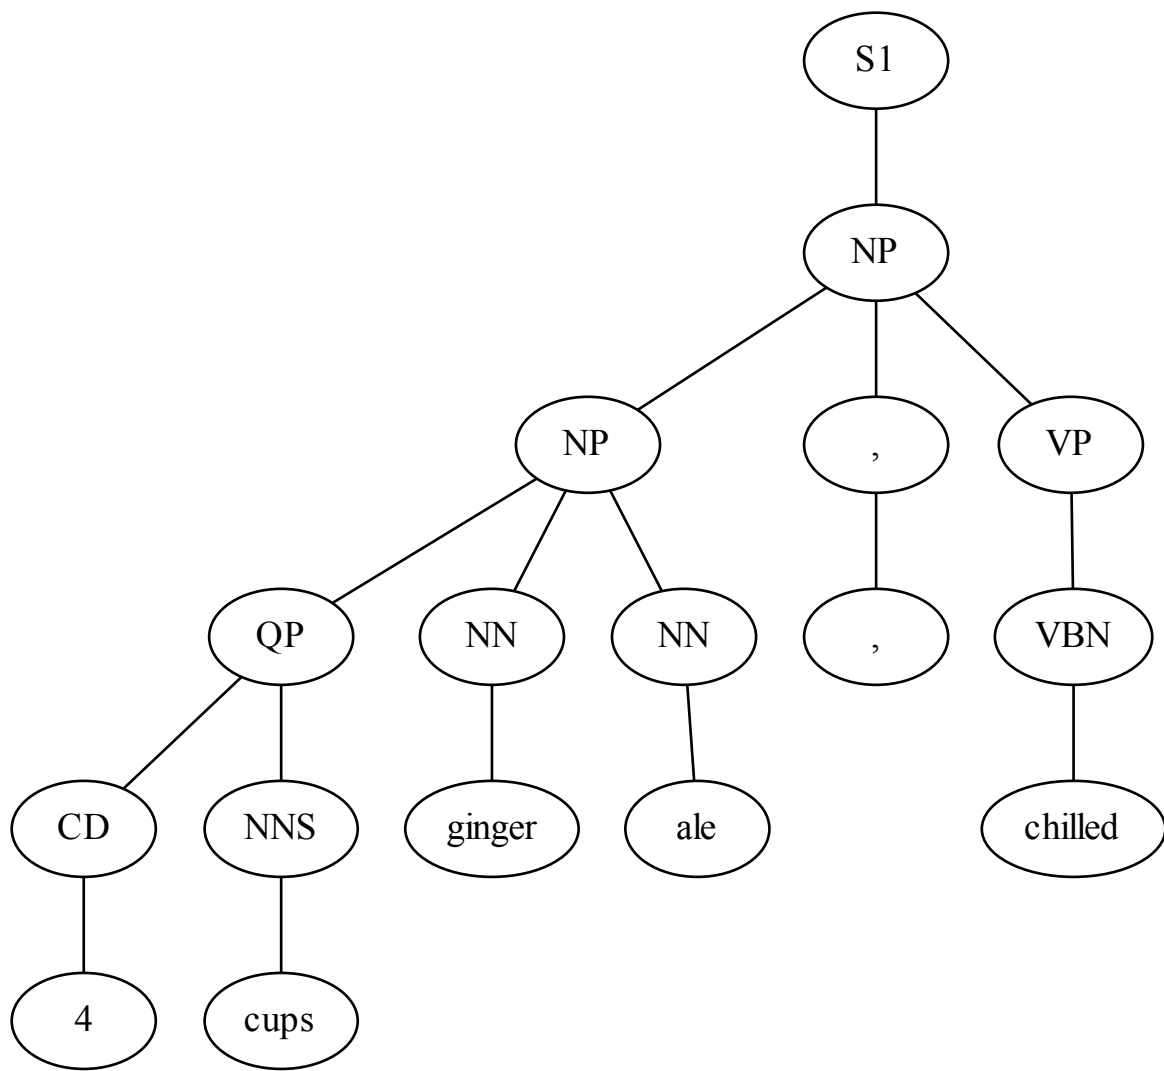 S1
NP
NP , VP
QP NN NN , VBN
CD NNS ginger ale chilled
4 cups